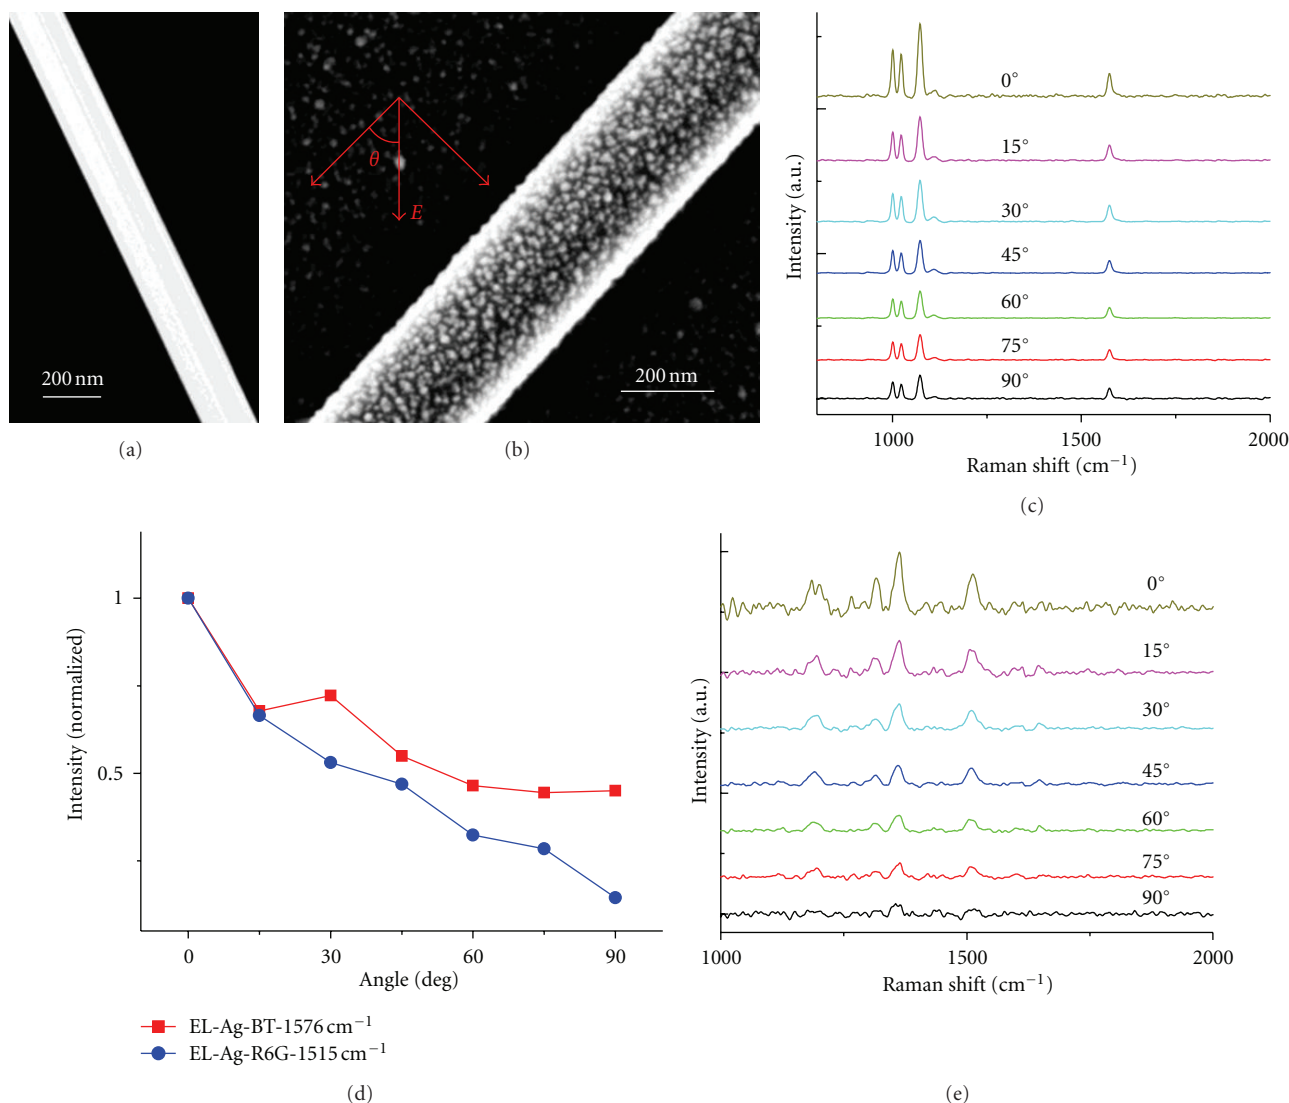 200 nm
(a)
θ
E
200 nm
(b)
Intensity (a.u.)
0°
15°
30°
45°
60°
75°
90°
1000 1500 2000
Raman shift (cm⁻¹)
(c)
Intensity (normalized)
1
0.5
0 30 60 90
Angle (deg)
EL-Ag-BT-1576 cm⁻¹
EL-Ag-R6G-1515 cm⁻¹
(d)
Intensity (a.u.)
0°
15°
30°
45°
60°
75°
90°
1000 1500 2000
Raman shift (cm⁻¹)
(e)